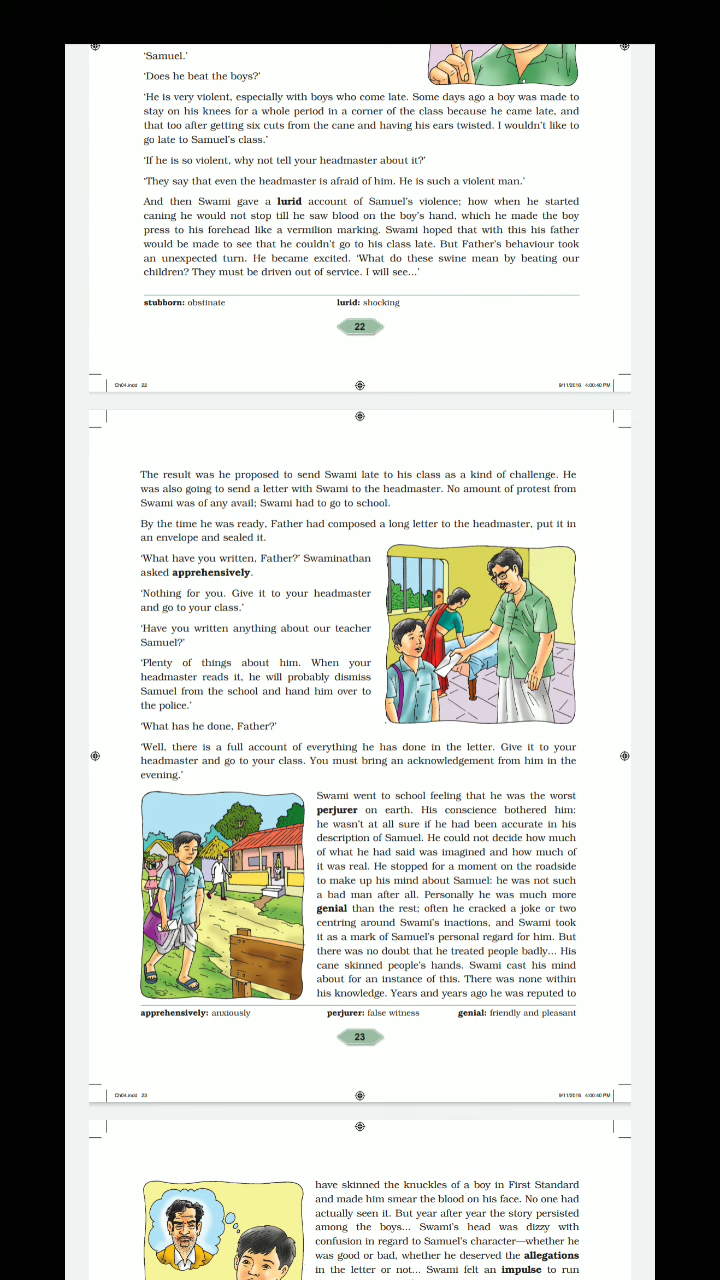 ‘Samuel.’
‘Does he beat the boys?’
‘He is very violent, especially with boys who come late. Some days ago a boy was made to
stay on his knees for a whole period in a corner of the class because he came late, and
that too after getting six cuts from the cane and having his ears twisted. I wouldn’t like to
go late to Samuel’s class.’
‘If he is so violent, why not tell your headmaster about it?’
‘They say that even the headmaster is afraid of him. He is such a violent man.’
And then Swami gave a lurid account of Samuel’s violence; how when he started
caning he would not stop till he saw blood on the boy’s hand, which he made the boy
press to his forehead like a vermilion marking. Swami hoped that with this his father
would be made to see that he couldn’t go to his class late. But Father’s behaviour took
an unexpected turn. He became excited. ‘What do these swine mean by beating our
children? They must be driven out of service. I will see...’
stubborn: obstinate lurid: shocking
22
Ch04.indd 22 9/11/2016 4:00:40 PM
The result was he proposed to send Swami late to his class as a kind of challenge. He
was also going to send a letter with Swami to the headmaster. No amount of protest from
Swami was of any avail; Swami had to go to school.
By the time he was ready, Father had composed a long letter to the headmaster, put it in
an envelope and sealed it.
‘What have you written, Father?’ Swaminathan
asked apprehensively.
‘Nothing for you. Give it to your headmaster
and go to your class.’
‘Have you written anything about our teacher
Samuel?’
‘Plenty of things about him. When your
headmaster reads it, he will probably dismiss
Samuel from the school and hand him over to
the police.’
‘What has he done, Father?’
‘Well, there is a full account of everything he has done in the letter. Give it to your
headmaster and go to your class. You must bring an acknowledgement from him in the
evening.’
Swami went to school feeling that he was the worst
perjurer on earth. His conscience bothered him:
he wasn’t at all sure if he had been accurate in his
description of Samuel. He could not decide how much
of what he had said was imagined and how much of
it was real. He stopped for a moment on the roadside
to make up his mind about Samuel: he was not such
a bad man after all. Personally he was much more
genial than the rest; often he cracked a joke or two
centring around Swami’s inactions, and Swami took
it as a mark of Samuel’s personal regard for him. But
there was no doubt that he treated people badly... His
cane skinned people’s hands. Swami cast his mind
about for an instance of this. There was none within
his knowledge. Years and years ago he was reputed to
apprehensively: anxiously perjurer: false witness genial: friendly and pleasant
23
Ch04.indd 23 9/11/2016 4:00:40 PM
have skinned the knuckles of a boy in First Standard
and made him smear the blood on his face. No one had
actually seen it. But year after year the story persisted
among the boys... Swami’s head was dizzy with
confusion in regard to Samuel’s character—whether he
was good or bad, whether he deserved the allegations
in the letter or not... Swami felt an impulse to run